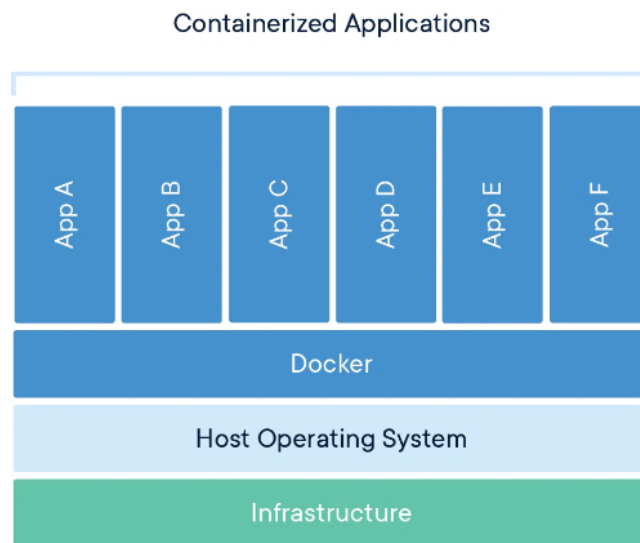 Containerized Applications
App A
App B
App C
App D
App E
App F
Docker
Host Operating System
Infrastructure